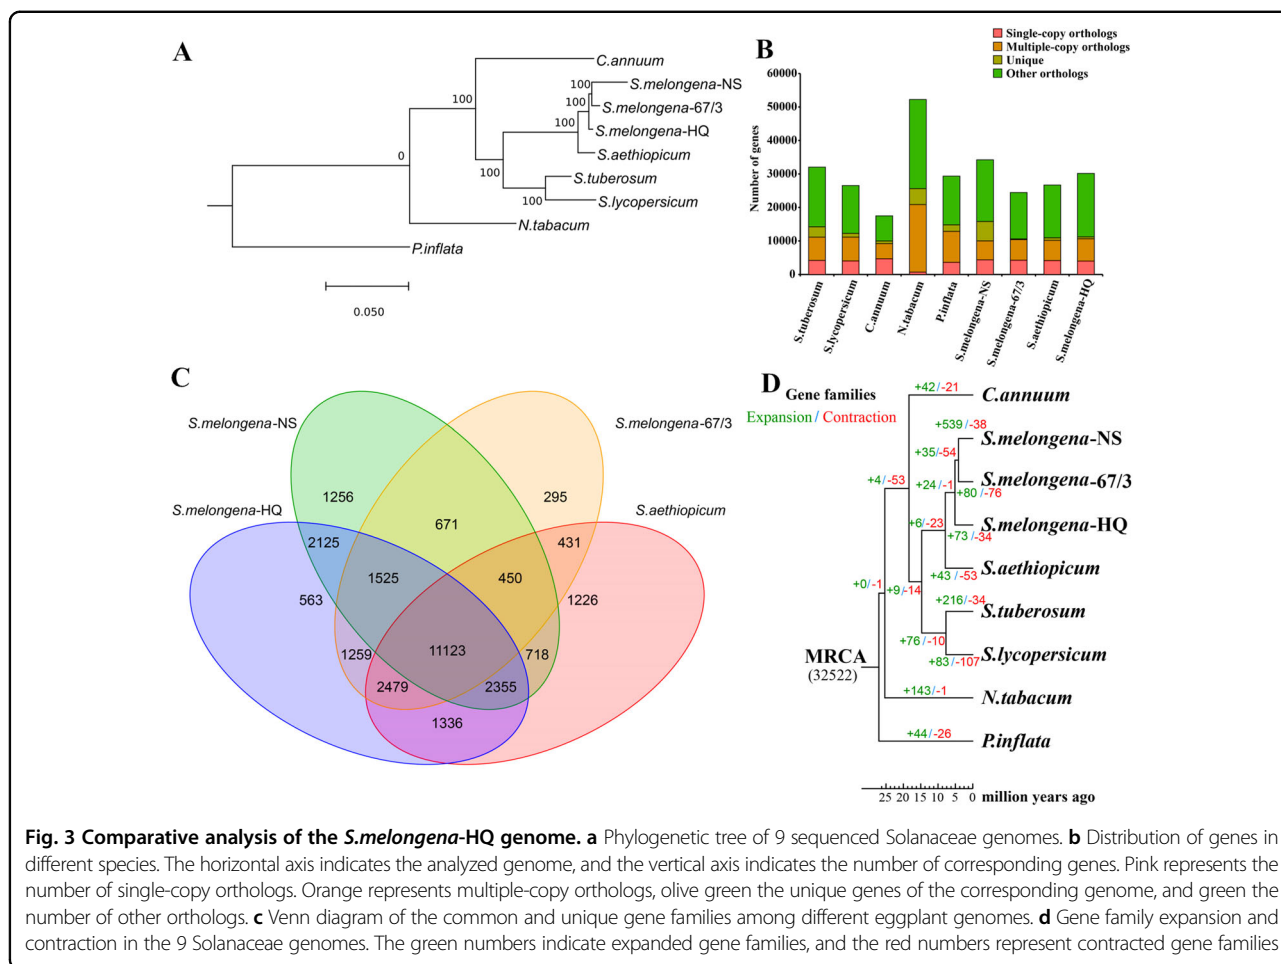 A
C.annuum
S.melongena-NS
S.melongena-67/3
S.melongena-HQ
S.aethiopicum
S.tuberosum
S.lycopersicum
N.tabacum
P.inflata
100
100
100
100
100
100
0
0.050
B
Single-copy orthologs
Multiple-copy orthologs
Unique
Other orthologs
Number of genes
60000
50000
40000
30000
20000
10000
0
S.tuberosum
S.lycopersicum
C.annuum
N.tabacum
P.inflata
S.melongena-NS
S.melongena-67/3
S.aethiopicum
S.melongena-HQ
C
S.melongena-NS
S.melongena-67/3
S.melongena-HQ
S.aethiopicum
1256
295
671
2125
431
1525
450
563
1226
1259
11123
718
2479
2355
1336
D
Gene families
Expansion / Contraction
+42/-21
C.annuum
+539/-38
S.melongena-NS
+35/-54
+4/-53
S.melongena-67/3
+24/-1
+80/-76
S.melongena-HQ
+6/-23
+73/-34
S.aethiopicum
+43/-53
+0/-1
+9/-14
+216/-34
S.tuberosum
+76/-10
S.lycopersicum
+83/-107
MRCA
(32522)
+143/-1
N.tabacum
+44/-26
P.inflata
25 20 15 10 5 0 million years ago
Fig. 3 Comparative analysis of the S.melongena-HQ genome. a Phylogenetic tree of 9 sequenced Solanaceae genomes. b Distribution of genes in
different species. The horizontal axis indicates the analyzed genome, and the vertical axis indicates the number of corresponding genes. Pink represents the
number of single-copy orthologs. Orange represents multiple-copy orthologs, olive green the unique genes of the corresponding genome, and green the
number of other orthologs. c Venn diagram of the common and unique gene families among different eggplant genomes. d Gene family expansion and
contraction in the 9 Solanaceae genomes. The green numbers indicate expanded gene families, and the red numbers represent contracted gene families